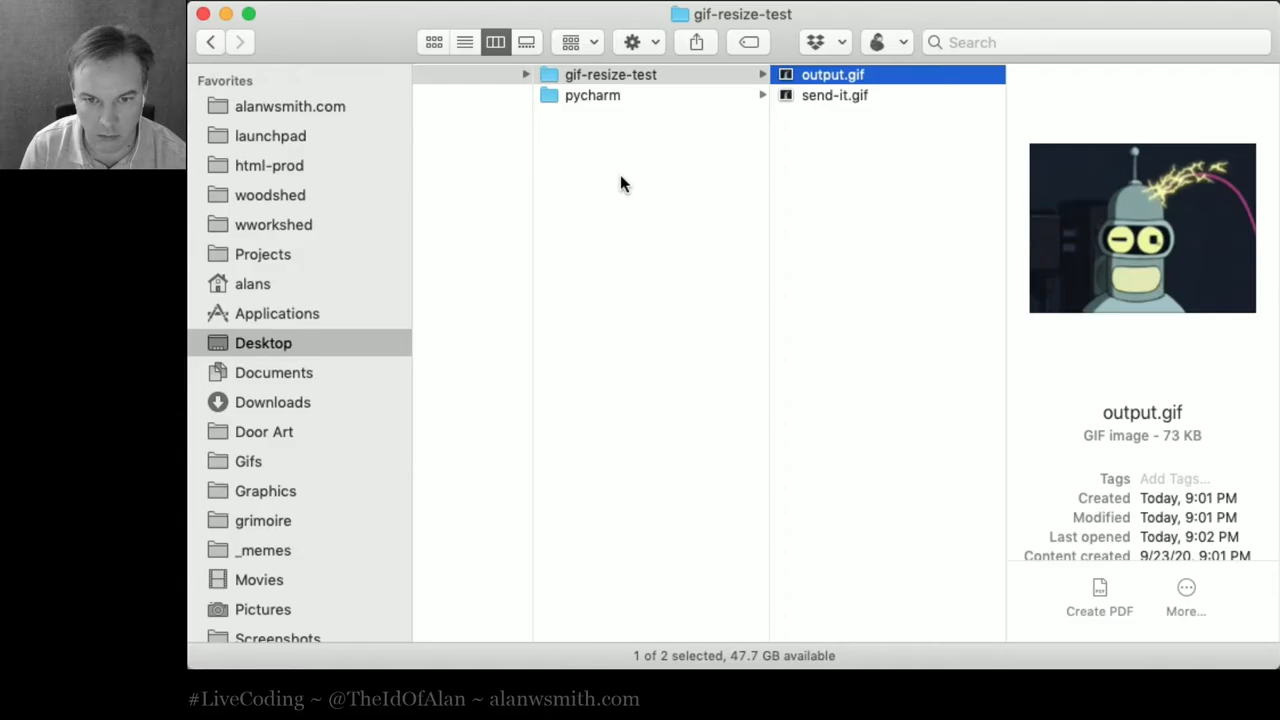 gif-resize-test
Search
Favorites
alanwsmith.com
launchpad
html-prod
woodshed
wworkshed
Projects
alans
Applications
Desktop
Documents
Downloads
Door Art
Gifs
Graphics
grimoire
_memes
Movies
Pictures
Screenshots
gif-resize-test
pycharm
output.gif
send-it.gif
output.gif
GIF image - 73 KB
Tags Add Tags...
Created Today, 9:01 PM
Modified Today, 9:01 PM
Last opened Today, 9:02 PM
Content created 9/23/20, 9:01 PM
Create PDF
More...
1 of 2 selected, 47.7 GB available
#LiveCoding ~ @TheIdOfAlan ~ alanwsmith.com